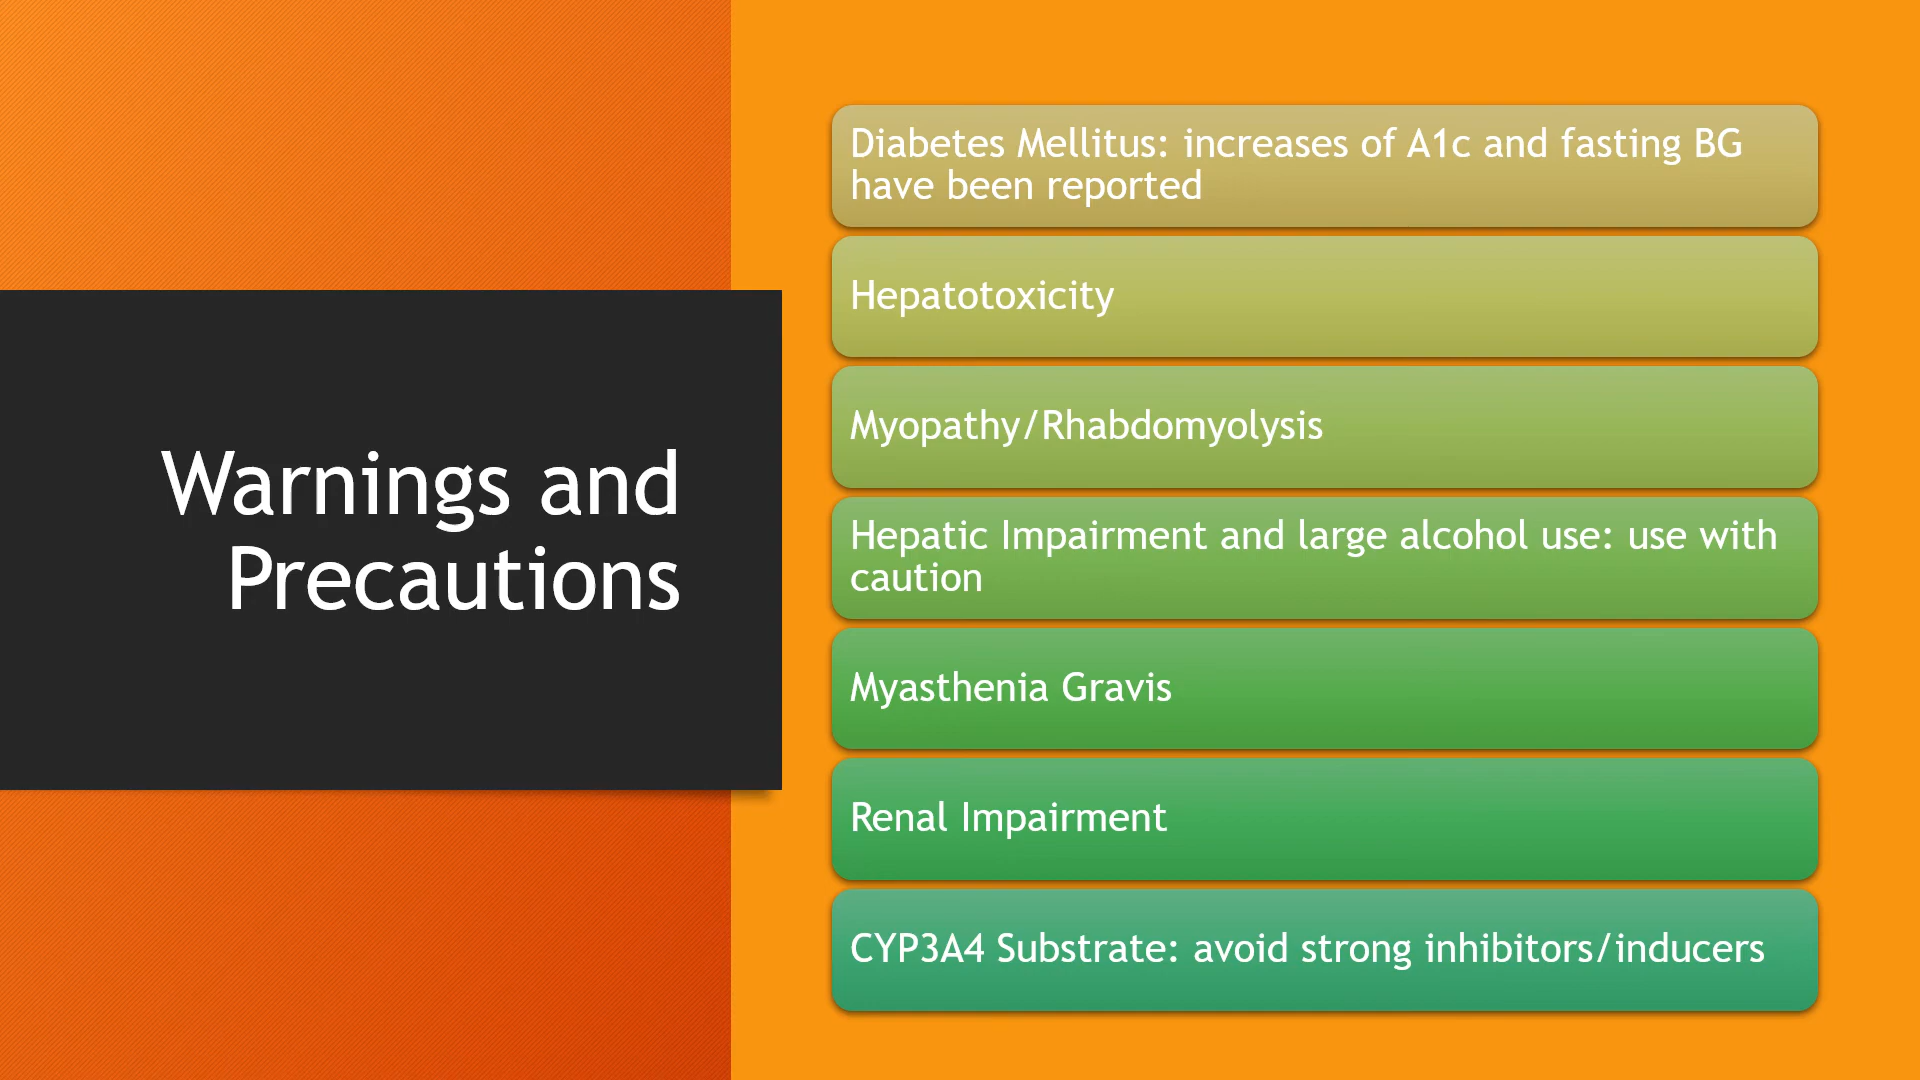 Warnings and
Precautions
Diabetes Mellitus: increases of A1c and fasting BG
have been reported
Hepatotoxicity
Myopathy/Rhabdomyolysis
Hepatic Impairment and large alcohol use: use with
caution
Myasthenia Gravis
Renal Impairment
CYP3A4 Substrate: avoid strong inhibitors/inducers